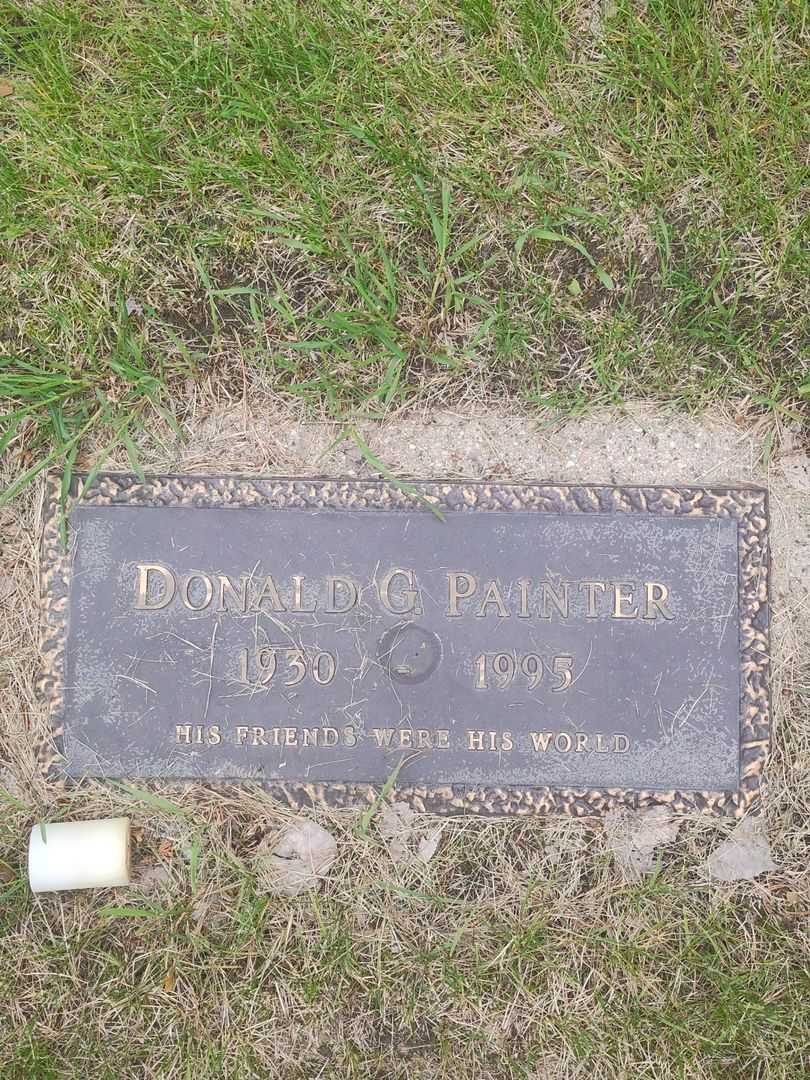 DONALD G. PAINTER
1930 - 1995
HIS FRIENDS WERE HIS WORLD